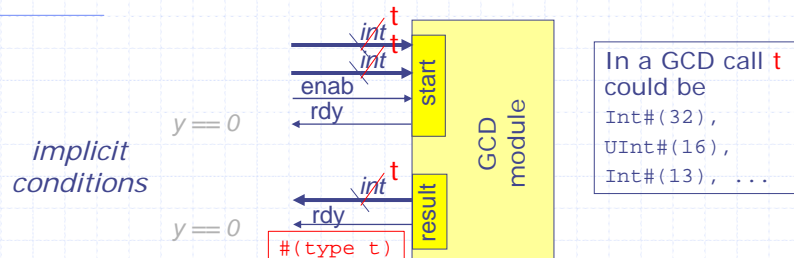 int t
int t
enab
rdy
y == 0
start
GCD
module
implicit
conditions
int t
rdy
y == 0
result
#(type t)
In a GCD call t
could be
Int#(32),
UInt#(16),
Int#(13), ...